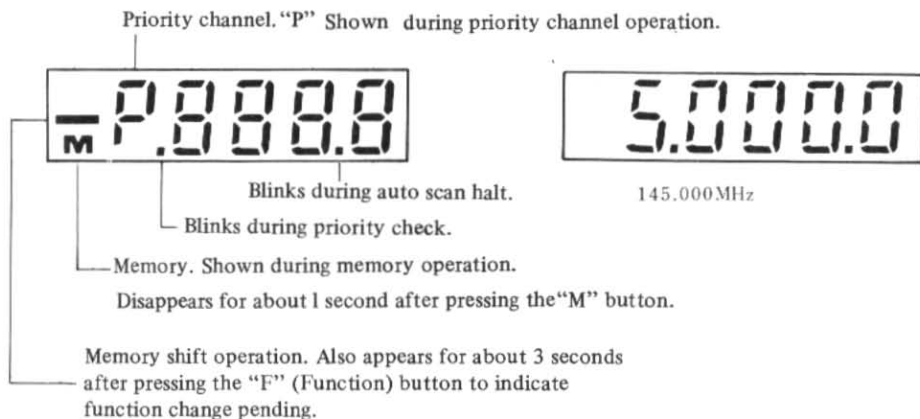 Priority channel. “P” Shown during priority channel operation.
P.888.8
M
5.000.0
Blinks during auto scan halt.
145.000MHz
Blinks during priority check.
Memory. Shown during memory operation.
Disappears for about 1 second after pressing the “M” button.
Memory shift operation. Also appears for about 3 seconds
after pressing the “F” (Function) button to indicate
function change pending.